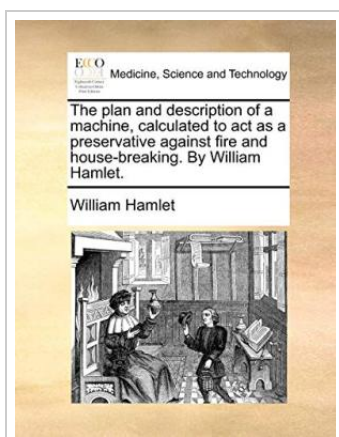 ECCO
Medicine, Science and Technology
The plan and description of a
machine, calculated to act as a
preservative against fire and
house-breaking. By William
Hamlet.
William Hamlet